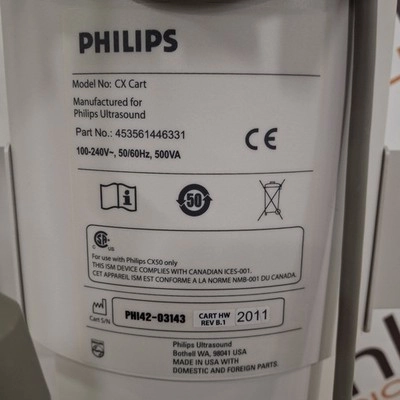 PHILIPS
Model No: CX Cart
Manufactured for
Philips Ultrasound
Part No.: 453561446331
100-240V~, 50/60Hz, 500VA
CE
i
50
SA
C US
For use with Philips CX50 only
THIS ISM DEVICE COMPLIES WITH CANADIAN ICES-001.
CET APPAREIL ISM EST CONFORME A LA NORME NMB-001 DU CANADA.
Cart S/N
PHI42-03143
CART HW
REV B.1
2011
Philips Ultrasound
Bothell WA, 98041 USA
MADE IN USA WITH
DOMESTIC AND FOREIGN PARTS.